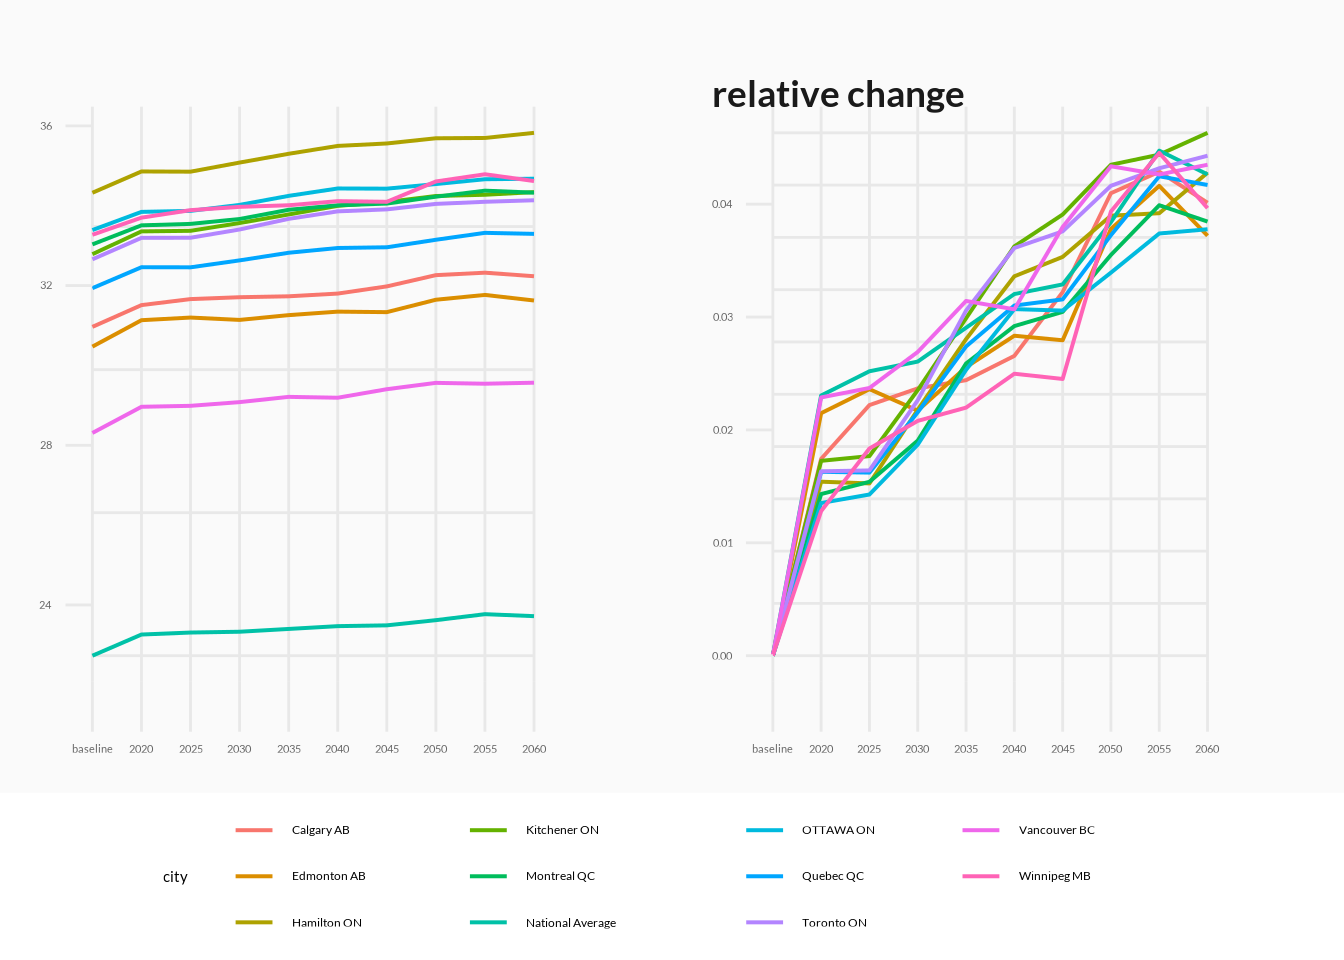 relative change
36
32
28
24
baseline 2020 2025 2030 2035 2040 2045 2050 2055 2060
0.04
0.03
0.02
0.01
0.00
baseline 2020 2025 2030 2035 2040 2045 2050 2055 2060
city
Calgary AB
Edmonton AB
Hamilton ON
Kitchener ON
Montreal QC
National Average
OTTAWA ON
Quebec QC
Toronto ON
Vancouver BC
Winnipeg MB